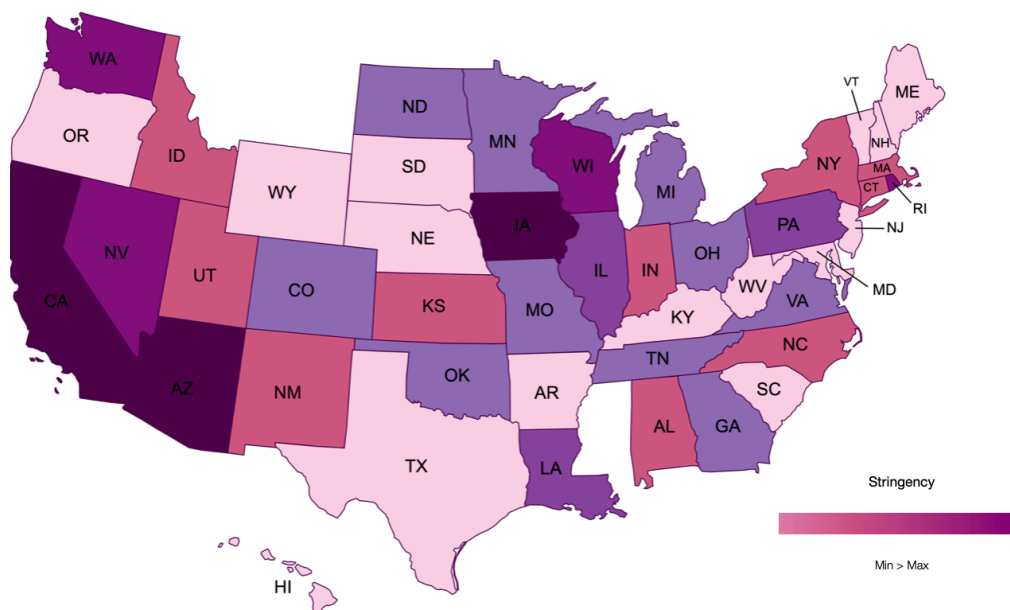 WA
ND
MN
VT
ME
OR
ID
SD
WI
MI
NY
NH
MA
CT
RI
WY
NE
IA
PA
NJ
NV
UT
CO
IL
IN
OH
WV
MD
CA
KS
MO
KY
VA
AZ
NM
OK
AR
TN
NC
SC
TX
LA
AL
GA
HI
Stringency
Min > Max